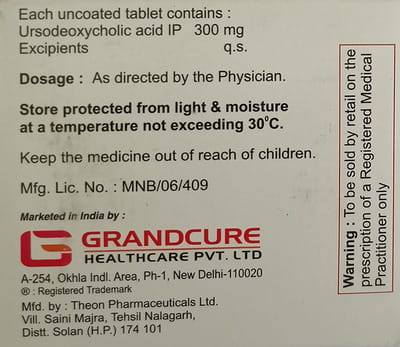 Each uncoated tablet contains :
Ursodeoxycholic acid IP 300 mg
Excipients q.s.
Dosage : As directed by the Physician.
Store protected from light & moisture
at a temperature not exceeding 30°C.
Keep the medicine out of reach of children.
Mfg. Lic. No. : MNB/06/409
Marketed in India by :
GRANDCURE
HEALTHCARE PVT. LTD
A-254, Okhla Indl. Area, Ph-1, New Delhi-110020
® : Registered Trademark
Mfd. by : Theon Pharmaceuticals Ltd.
Vill. Saini Majra, Tehsil Nalagarh,
Distt. Solan (H.P.) 174 101
Warning : To be sold by retail on the
prescription of a Registered Medical
Practitioner only